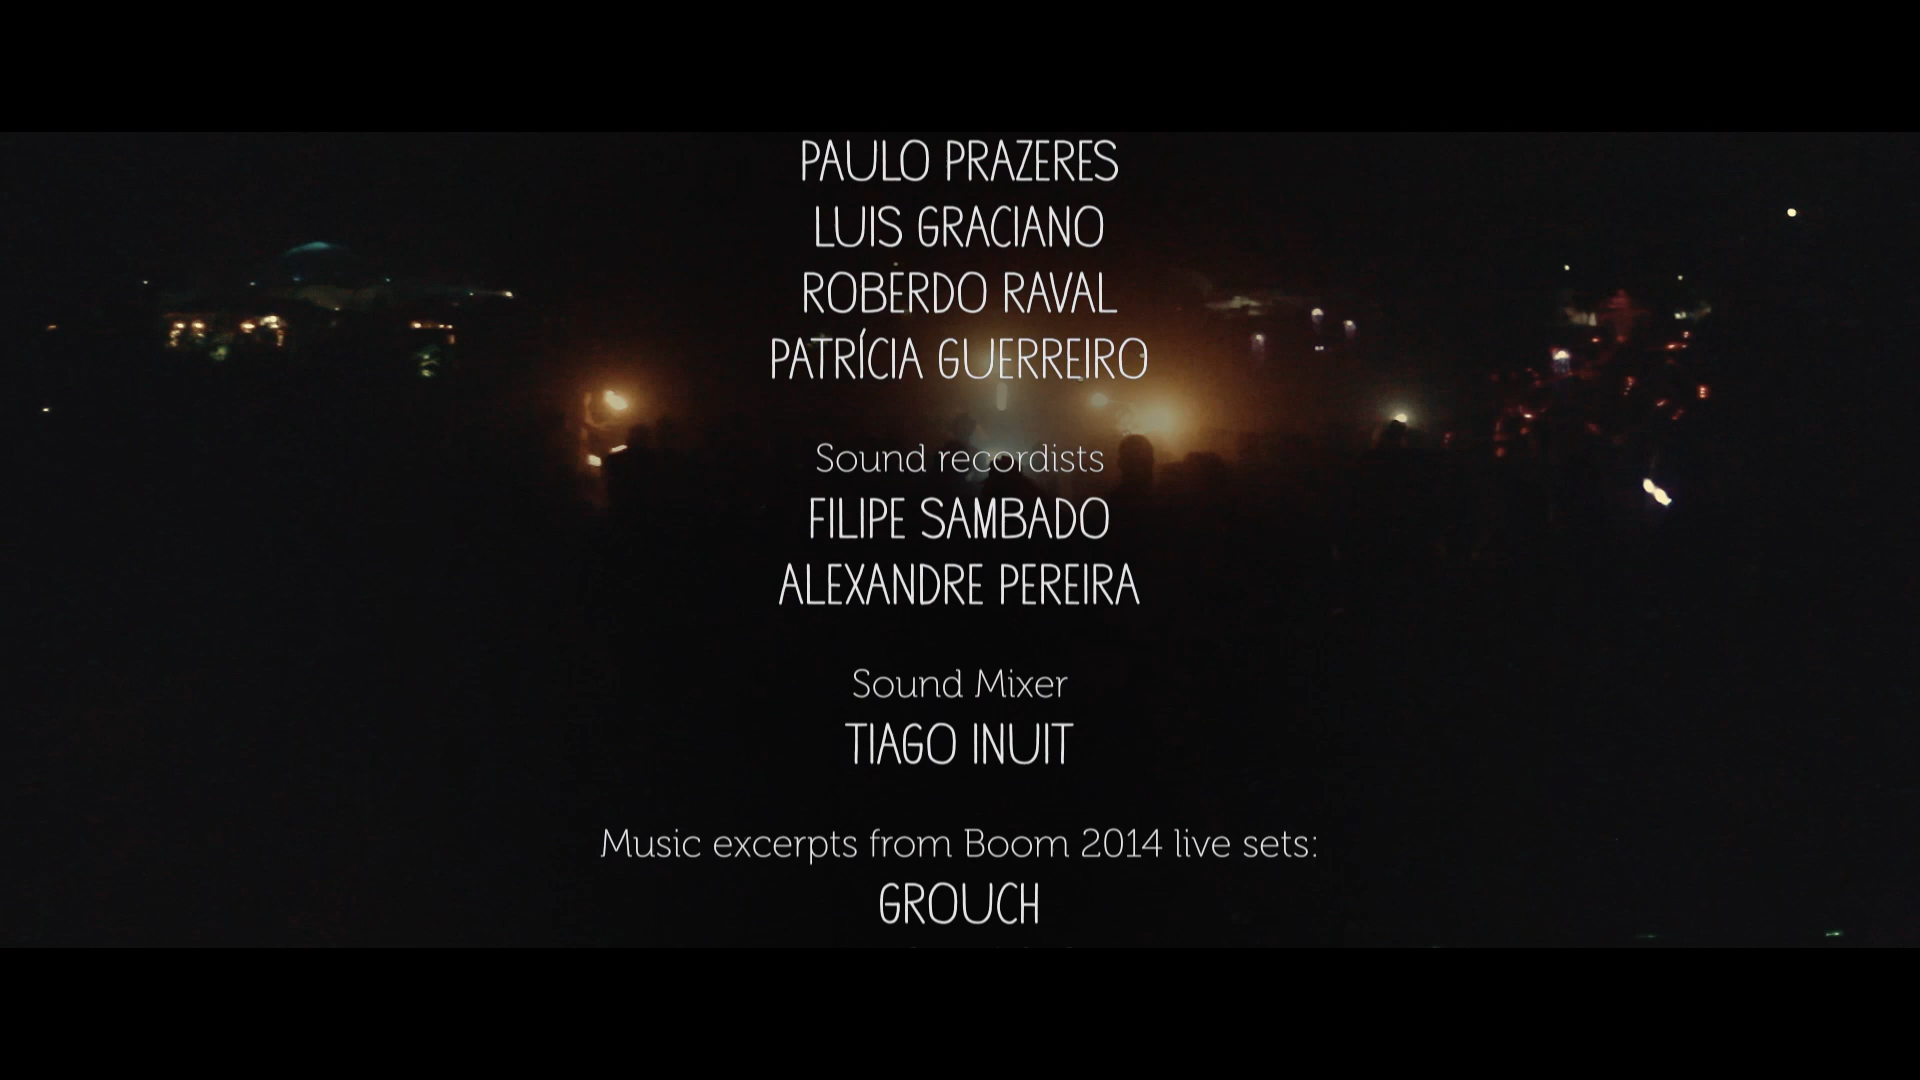 PAULO PRAZERES
LUIS GRACIANO
ROBERDO RAVAL
PATRÍCIA GUERREIRO
Sound recordists
FILIPE SAMBADO
ALEXANDRE PEREIRA
Sound Mixer
TIAGO INUIT
Music excerpts from Boom 2014 live sets:
GROUCH